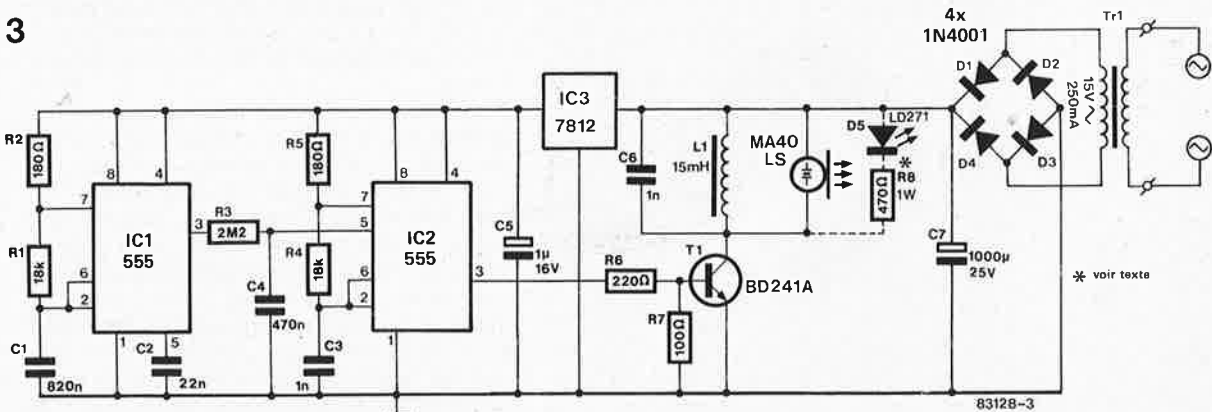 3
4x
1N4001
Tr1
D1
D2
D4
D3
15V~
250mA
R2
180Ω
8
4
R5
180Ω
8
4
IC3
7812
C6
1n
L1
15mH
MA40
LS
D5
LD271
*
R8
1W
470Ω
7
R3
2M2
3
7
5
R1
18k
IC1
555
6
2
R4
18k
IC2
555
6
2
3
C5
1µ
16V
R6
220Ω
T1
BD241A
C7
1000µ
25V
* voir texte
C4
470n
R7
100Ω
C1
820n
1
C2
5
22n
C3
1n
1
83128-3